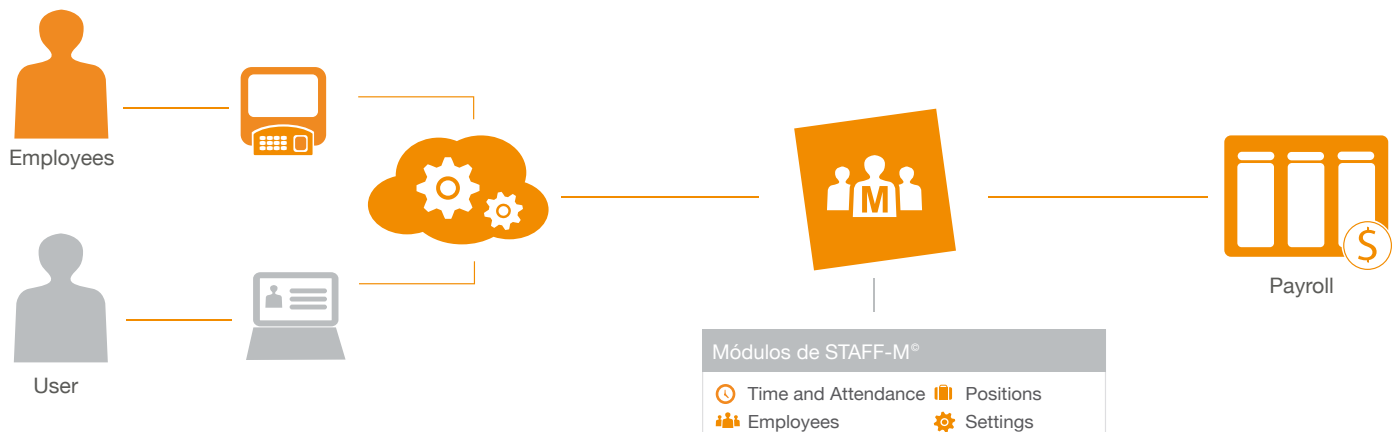 Employees
User
M
$
Payroll
Módulos de STAFF-M©
Time and Attendance Positions
Employees Settings